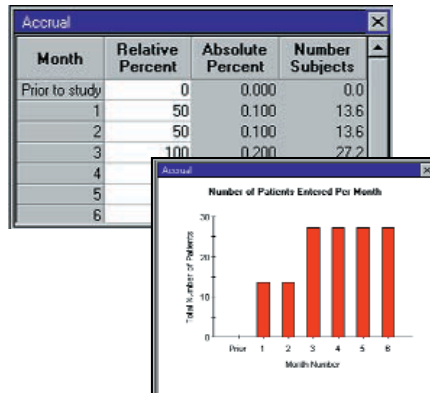 Accrual
Month Relative Percent Absolute Percent Number Subjects
Prior to study 0 0.000 0.0
1 50 0.100 13.6
2 50 0.100 13.6
3 100 0.200 27.2
4
5
6
Accrual
Number of Patients Entered Per Month
Total Number of Patients
30
20
10
0
Prior 1 2 3 4 5 6
Month Number